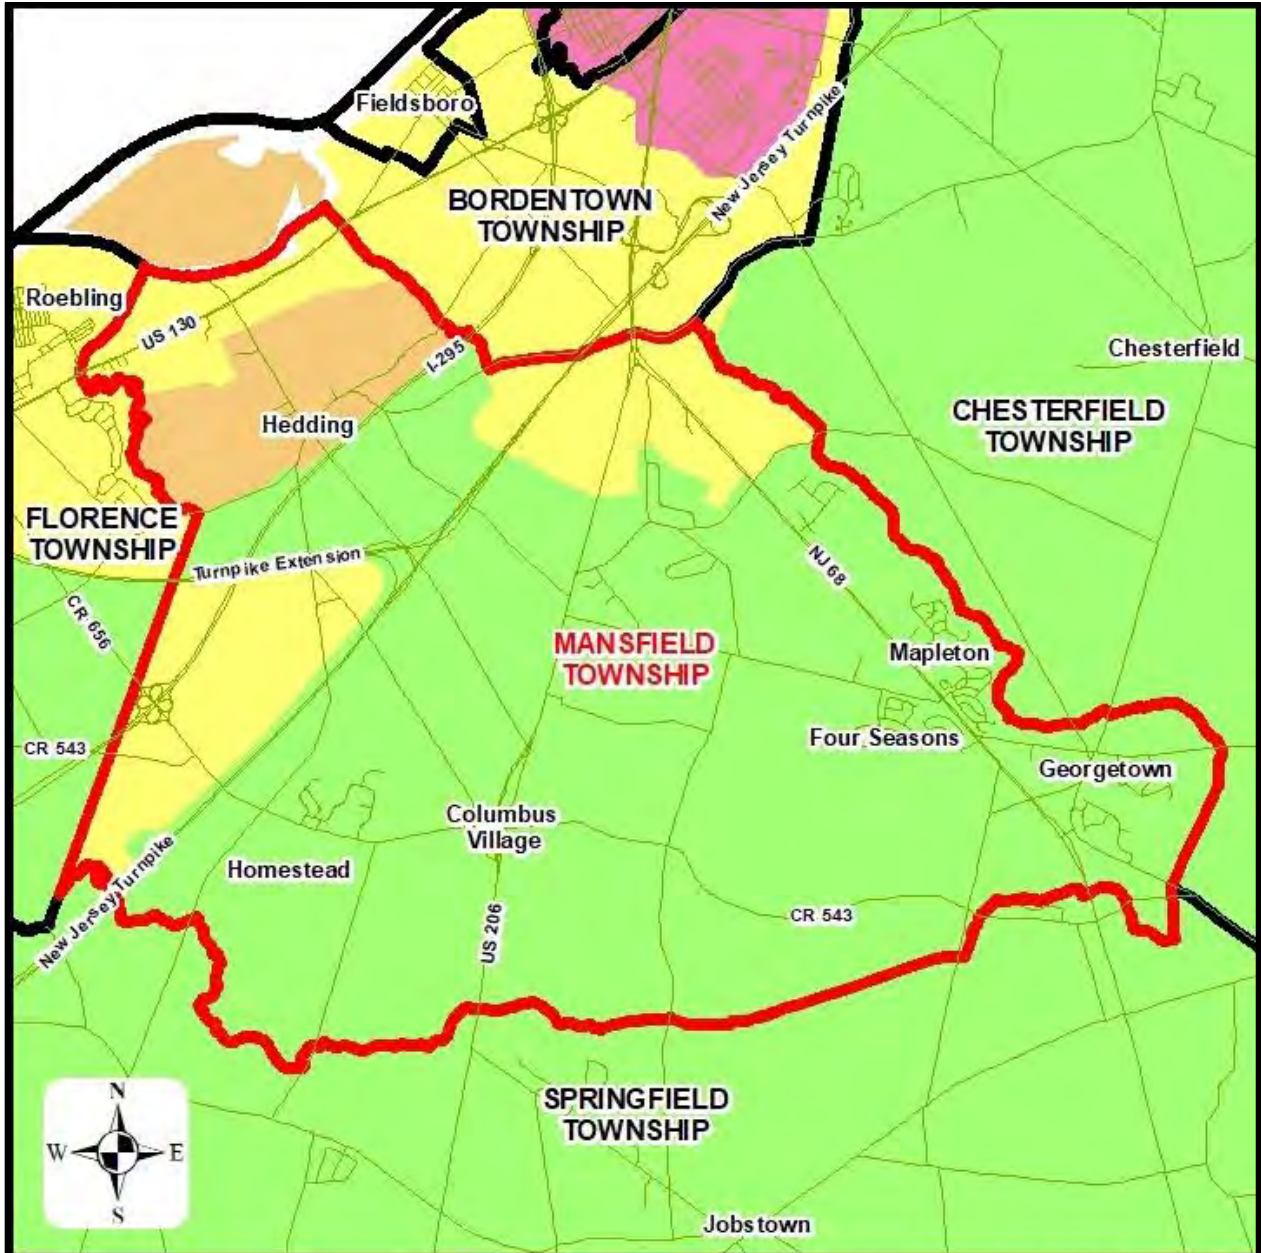 Fieldsboro
New Jersey Turnpike
BORDENTOWN
TOWNSHIP
Roebling
US 130
I-295
Chesterfield
Hedding
CHESTERFIELD
TOWNSHIP
FLORENCE
TOWNSHIP
Turnpike Extension
NJ 68
CR 656
MANSFIELD
TOWNSHIP
Mapleton
CR 543
Four Seasons
Georgetown
Columbus
Village
Homestead
New Jersey Turnpike
US 206
CR 543
SPRINGFIELD
TOWNSHIP
N
W E
S
Jobstown